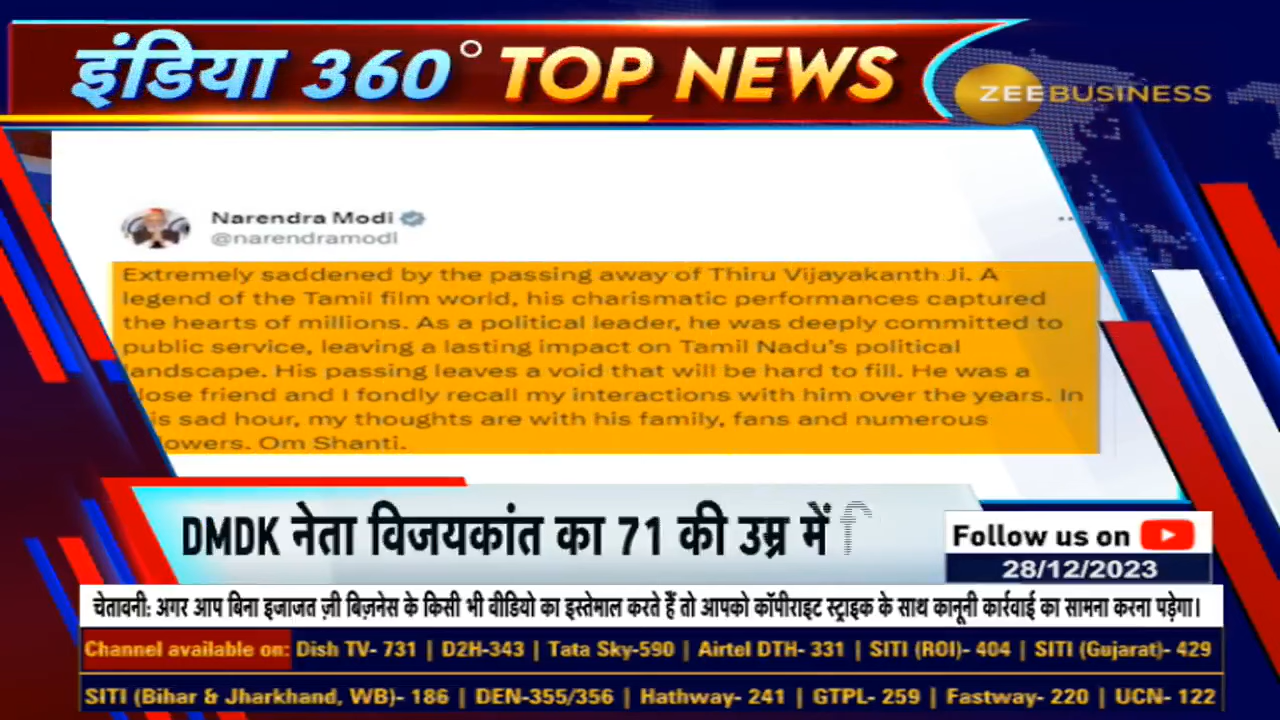 इंडिया 360° TOP NEWS
ZEEBUSINESS
Narendra Modi
@narendramodi
Extremely saddened by the passing away of Thiru Vijayakanth Ji. A
legend of the Tamil film world, his charismatic performances captured
the hearts of millions. As a political leader, he was deeply committed to
public service, leaving a lasting impact on Tamil Nadu's political
landscape. His passing leaves a void that will be hard to fill. He was a
lose friend and I fondly recall my interactions with him over the years. In
is sad hour, my thoughts are with his family, fans and numerous
lowers. Om Shanti.
DMDK नेता विजयकांत का 71 की उम्र में
Follow us on
28/12/2023
चेतावनी: अगर आप बिना इजाजत ज़ी बिज़नेस के किसी भी वीडियो का इस्तेमाल करते हैं तो आपको कॉपीराइट स्ट्राइक के साथ कानूनी कार्रवाई का सामना करना पड़ेगा।
Channel available on: Dish TV- 731 | D2H-343 | Tata Sky-590 | Airtel DTH- 331 | SITI (ROI)- 404 | SITI (Gujarat)- 429
SITI (Bihar & Jharkhand, WB)- 186 | DEN-355/356 | Hathway- 241 | GTPL- 259 | Fastway- 220 | UCN- 122